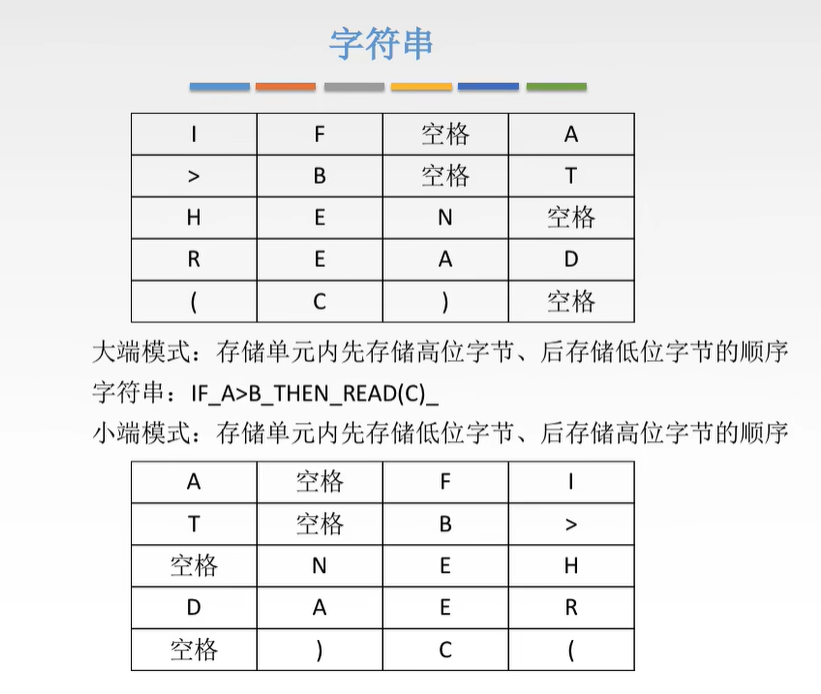 字符串
I F 空格 A
> B 空格 T
H E N 空格
R E A D
( C ) 空格
大端模式：存储单元内先存储高位字节、后存储低位字节的顺序
字符串：IF_A>B_THEN_READ(C)_
小端模式：存储单元内先存储低位字节、后存储高位字节的顺序
A 空格 F I
T 空格 B >
空格 N E H
D A E R
空格 ) C (